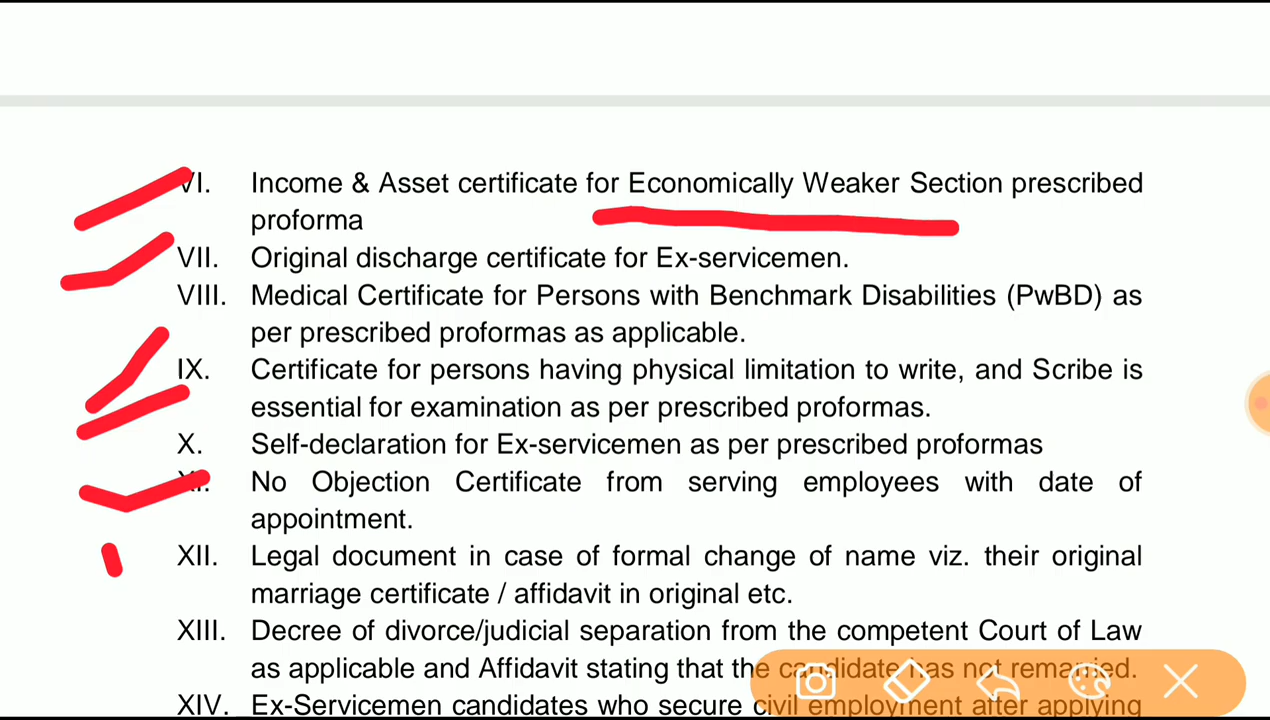 VI. Income & Asset certificate for Economically Weaker Section prescribed
proforma
VII. Original discharge certificate for Ex-servicemen.
VIII. Medical Certificate for Persons with Benchmark Disabilities (PwBD) as
per prescribed proformas as applicable.
IX. Certificate for persons having physical limitation to write, and Scribe is
essential for examination as per prescribed proformas.
X. Self-declaration for Ex-servicemen as per prescribed proformas
XI. No Objection Certificate from serving employees with date of
appointment.
XII. Legal document in case of formal change of name viz. their original
marriage certificate / affidavit in original etc.
XIII. Decree of divorce/judicial separation from the competent Court of Law
as applicable and Affidavit stating that the candidate has not remarried.
XIV. Ex-Servicemen candidates who secure civil employment after applying